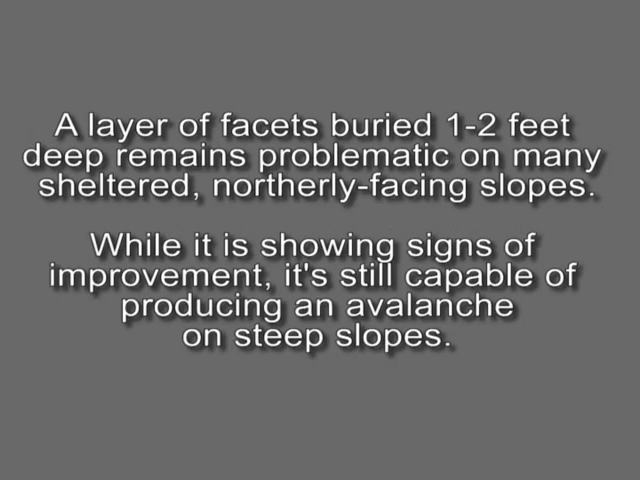 A layer of facets buried 1-2 feet
deep remains problematic on many
sheltered, northerly-facing slopes.
While it is showing signs of
improvement, it's still capable of
producing an avalanche
on steep slopes.